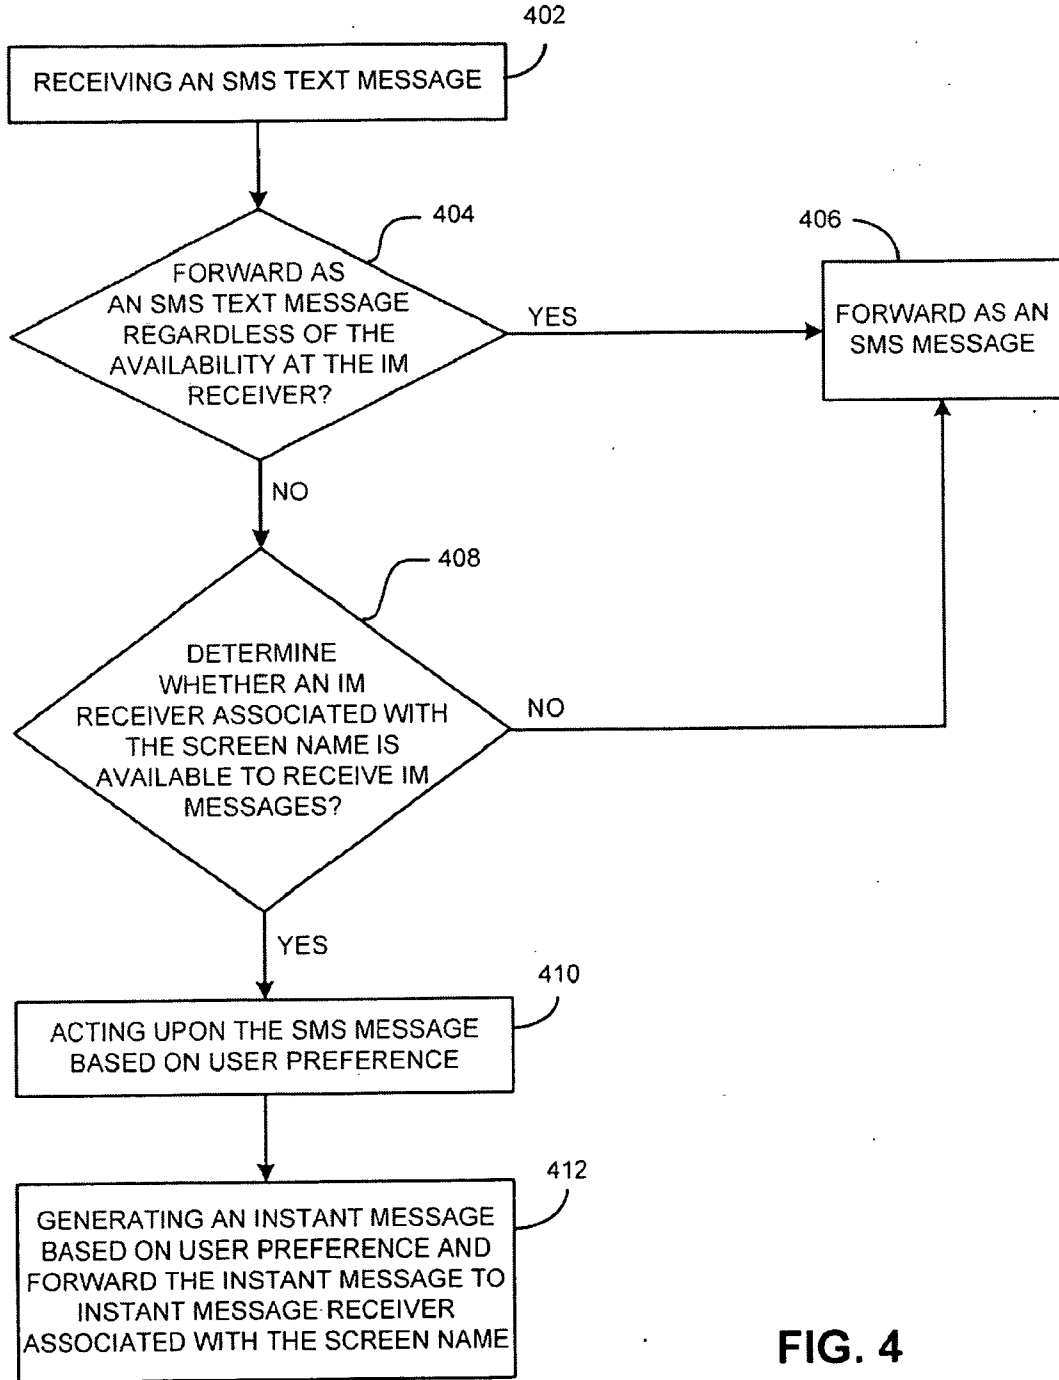 402
RECEIVING AN SMS TEXT MESSAGE
404
FORWARD AS
AN SMS TEXT MESSAGE
REGARDLESS OF THE
AVAILABILITY AT THE IM
RECEIVER?
YES
406
FORWARD AS AN
SMS MESSAGE
NO
408
DETERMINE
WHETHER AN IM
RECEIVER ASSOCIATED WITH
THE SCREEN NAME IS
AVAILABLE TO RECEIVE IM
MESSAGES?
NO
YES
410
ACTING UPON THE SMS MESSAGE
BASED ON USER PREFERENCE
412
GENERATING AN INSTANT MESSAGE
BASED ON USER PREFERENCE AND
FORWARD THE INSTANT MESSAGE TO
INSTANT MESSAGE RECEIVER
ASSOCIATED WITH THE SCREEN NAME
FIG. 4